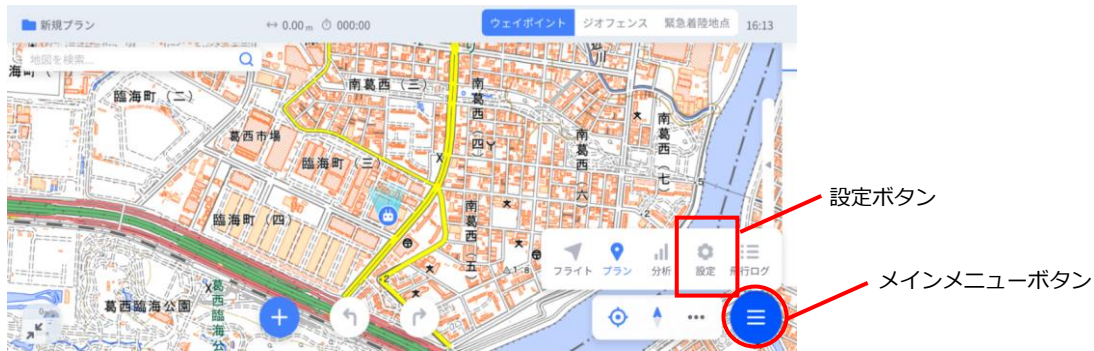 新規プラン
0.00 m
000:00
ウェイポイント
ジオフェンス
緊急着陸地点
16:13
地図を検索...
臨海町(二)
南葛西(三)
南葛西(四)
南葛西(七)
南葛西(六)
葛西市場
臨海町(三)
設定ボタン
臨海町(四)
南葛西(五)
フライト
プラン
分析
設定
飛行ログ
メインメニューボタン
葛西臨海公園
葛西臨海公